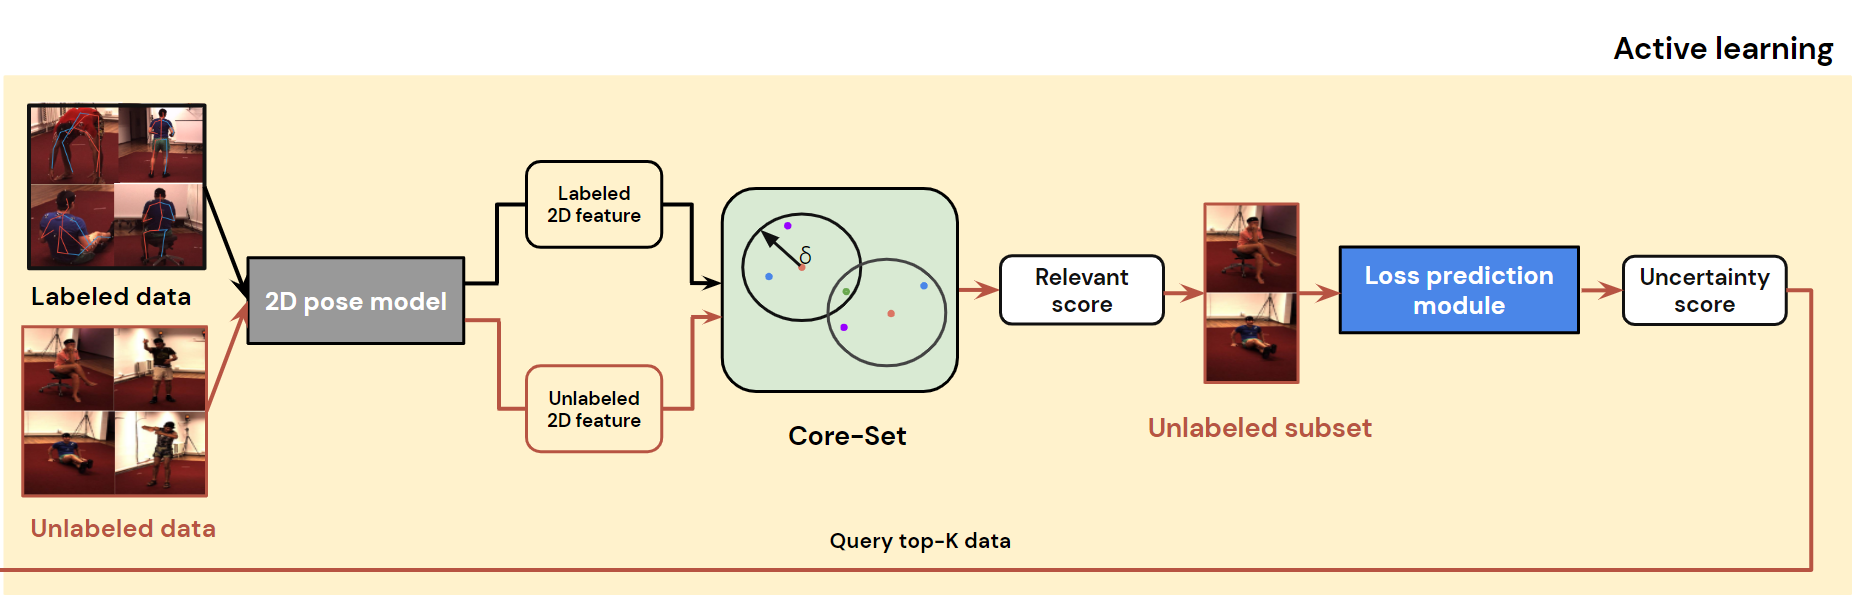 Active learning
Labeled data
Unlabeled data
2D pose model
Labeled
2D feature
Unlabeled
2D feature
δ
Core-Set
Relevant
score
Unlabeled subset
Loss prediction
module
Uncertainty
score
Query top-K data